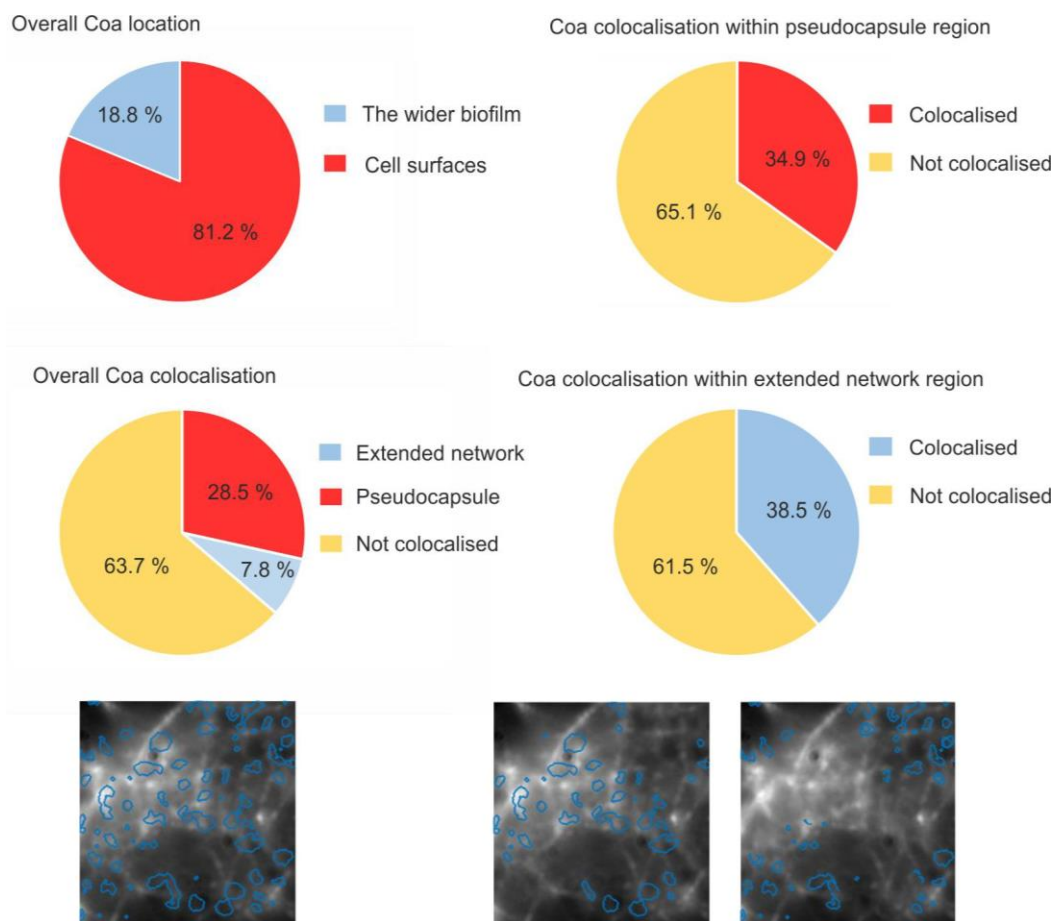 Overall Coa location
18.8 %
81.2 %
The wider biofilm
Cell surfaces
Coa colocalisation within pseudocapsule region
34.9 %
65.1 %
Colocalised
Not colocalised
Overall Coa colocalisation
28.5 %
7.8 %
63.7 %
Extended network
Pseudocapsule
Not colocalised
Coa colocalisation within extended network region
38.5 %
61.5 %
Colocalised
Not colocalised